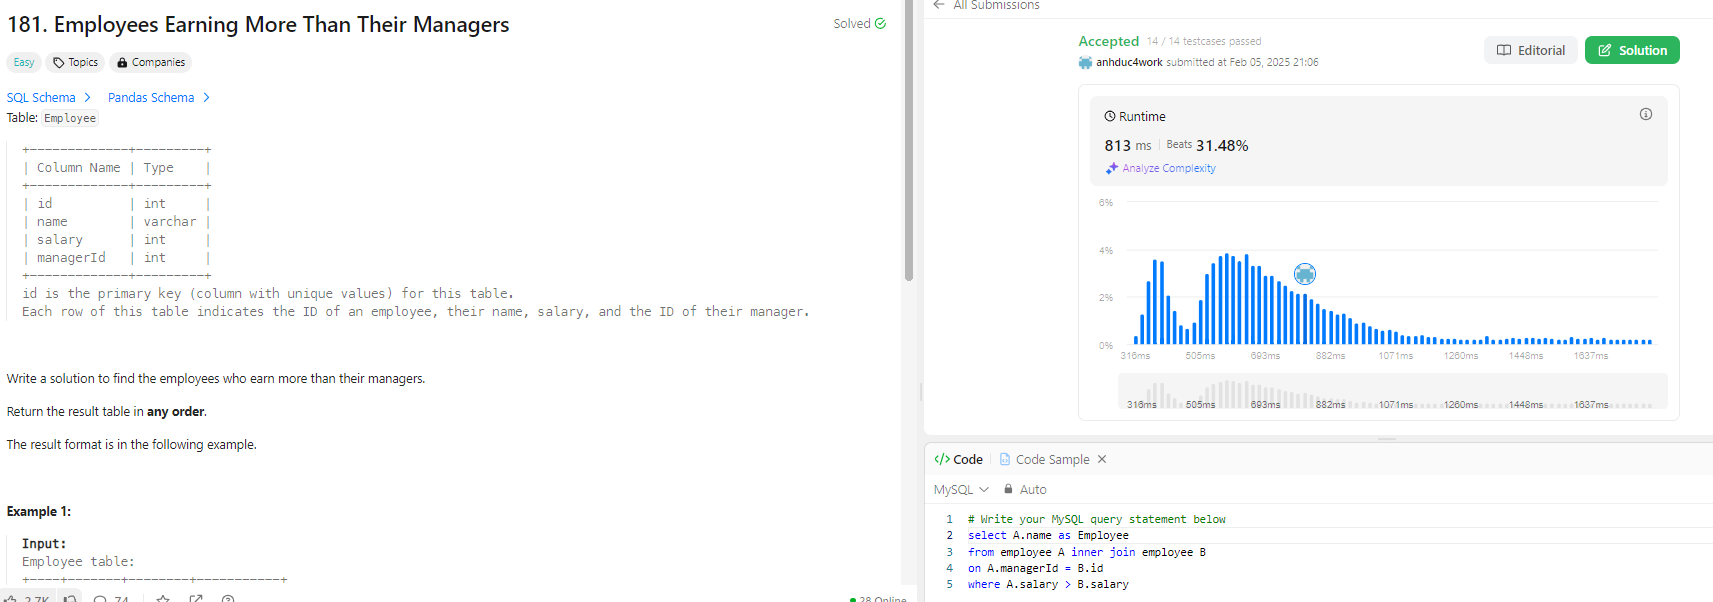 181. Employees Earning More Than Their Managers
Solved
Easy Topics Companies
SQL Schema > Pandas Schema >
Table: Employee
+-------------+---------+
| Column Name | Type    |
+-------------+---------+
| id          | int     |
| name        | varchar |
| salary      | int     |
| managerId   | int     |
+-------------+---------+
id is the primary key (column with unique values) for this table.
Each row of this table indicates the ID of an employee, their name, salary, and the ID of their manager.
Write a solution to find the employees who earn more than their managers.
Return the result table in any order.
The result format is in the following example.
Example 1:
Input:
Employee table:
+----+-------+--------+-----------+
2.7K 74
28 Online
← All Submissions
Accepted 14 / 14 testcases passed
anhduc4work submitted at Feb 05, 2025 21:06
Editorial
Solution
Runtime
813 ms | Beats 31.48%
Analyze Complexity
6%
4%
2%
0%
316ms 505ms 693ms 882ms 1071ms 1260ms 1448ms 1637ms
316ms 505ms 693ms 882ms 1071ms 1260ms 1448ms 1637ms
</> Code | Code Sample ×
MySQL Auto
1 # Write your MySQL query statement below
2 select A.name as Employee
3 from employee A inner join employee B
4 on A.managerId = B.id
5 where A.salary > B.salary